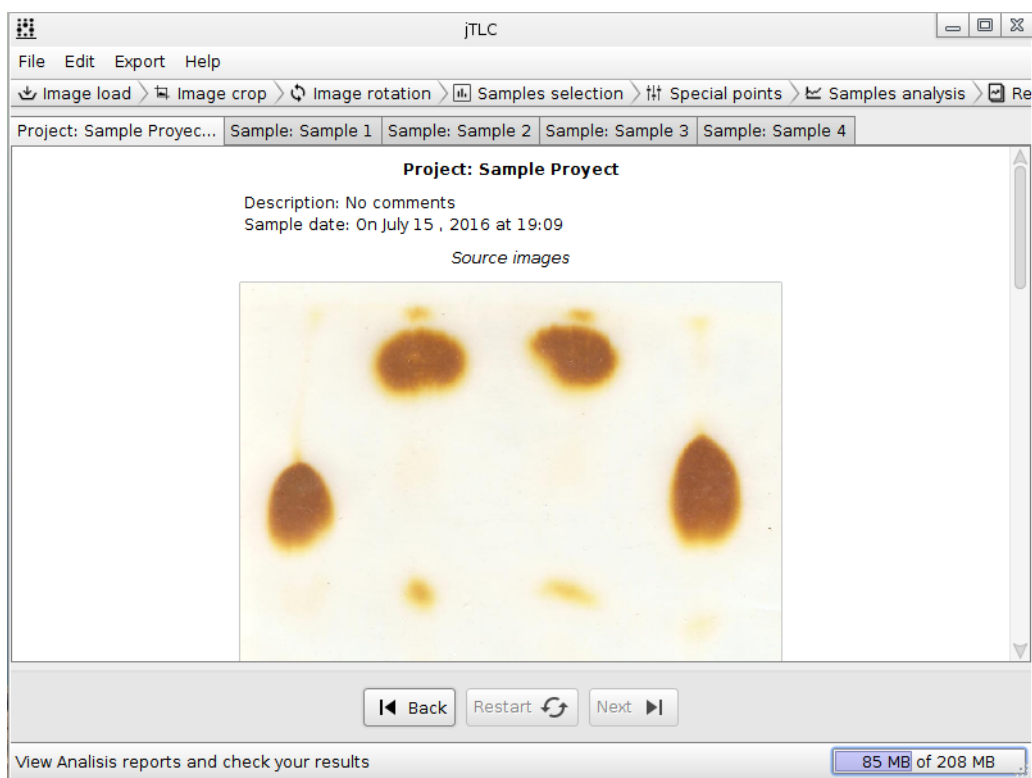 jTLC
File Edit Export Help
Image load Image crop Image rotation Samples selection Special points Samples analysis Re
Project: Sample Proyec... Sample: Sample 1 Sample: Sample 2 Sample: Sample 3 Sample: Sample 4
Project: Sample Proyect
Description: No comments
Sample date: On July 15 , 2016 at 19:09
Source images
Back Restart Next
View Analisis reports and check your results 85 MB of 208 MB